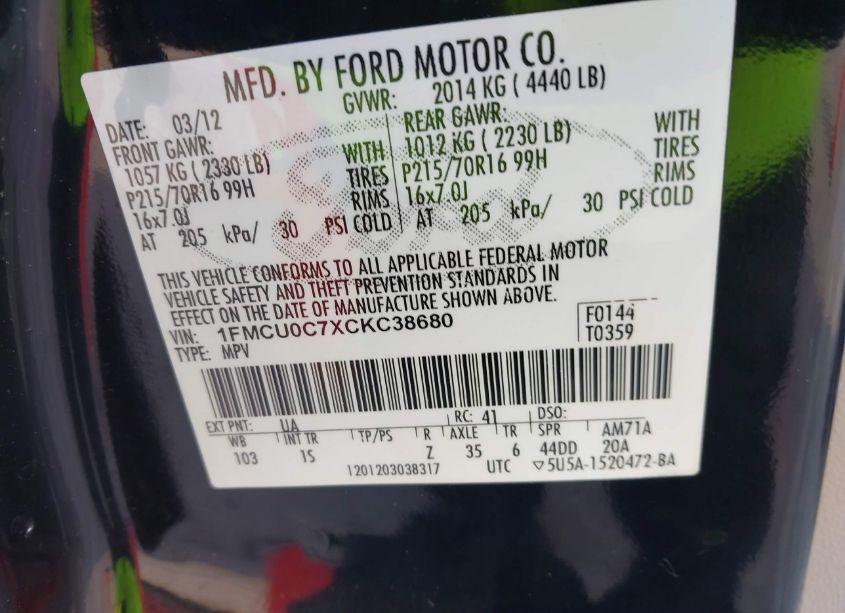 MFD. BY FORD MOTOR CO.
DATE: 03/12 GVWR: 2014 KG ( 4440 LB)
FRONT GAWR: REAR GAWR:
1057 KG ( 2330 LB) WITH 1012 KG ( 2230 LB) WITH
P215/70R16 99H TIRES P215/70R16 99H TIRES
16x7.0J RIMS 16x7.0J RIMS
AT 205 kPa/ 30 PSI COLD AT 205 kPa/ 30 PSI COLD
THIS VEHICLE CONFORMS TO ALL APPLICABLE FEDERAL MOTOR
VEHICLE SAFETY AND THEFT PREVENTION STANDARDS IN
EFFECT ON THE DATE OF MANUFACTURE SHOWN ABOVE.
VIN: 1FMCU0C7XCKC38680 F0144
TYPE: MPV T0359
EXT PNT: UA RC: 41 DSO:
WB INT TR TP/PS R AXLE TR SPR AM71A
103 1S Z 35 6 44DD 20A
1201203038317 UTC ▽5U5A-1520472-BA
Ford